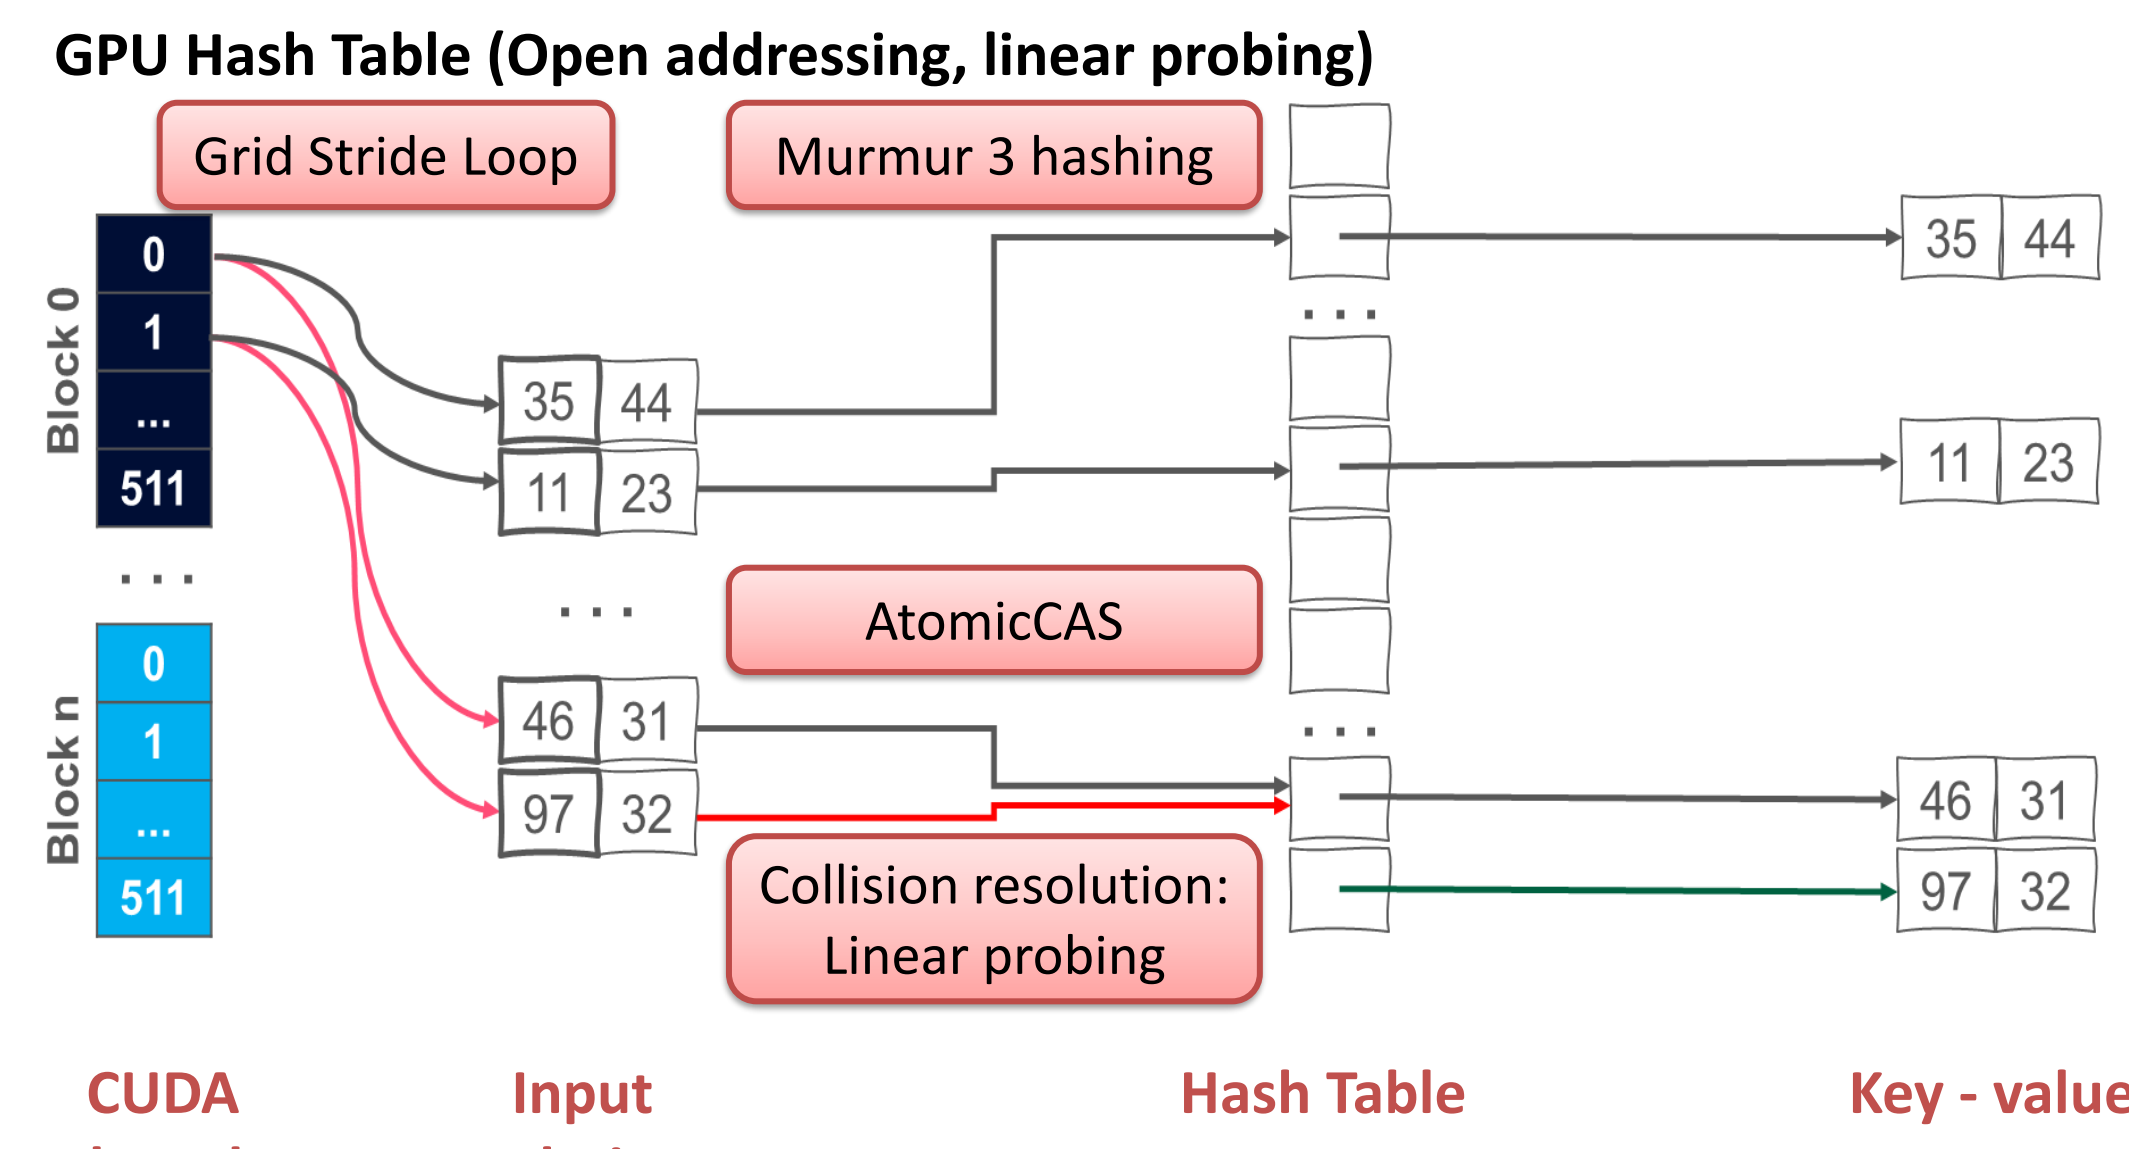 GPU Hash Table (Open addressing, linear probing)
Grid Stride Loop
Murmur 3 hashing
Block 0
0
1
...
511
. . .
Block n
0
1
...
511
35 44
11 23
. . .
46 31
97 32
AtomicCAS
Collision resolution:
Linear probing
. . .
. . .
35 44
11 23
46 31
97 32
CUDA
Input
Hash Table
Key - value